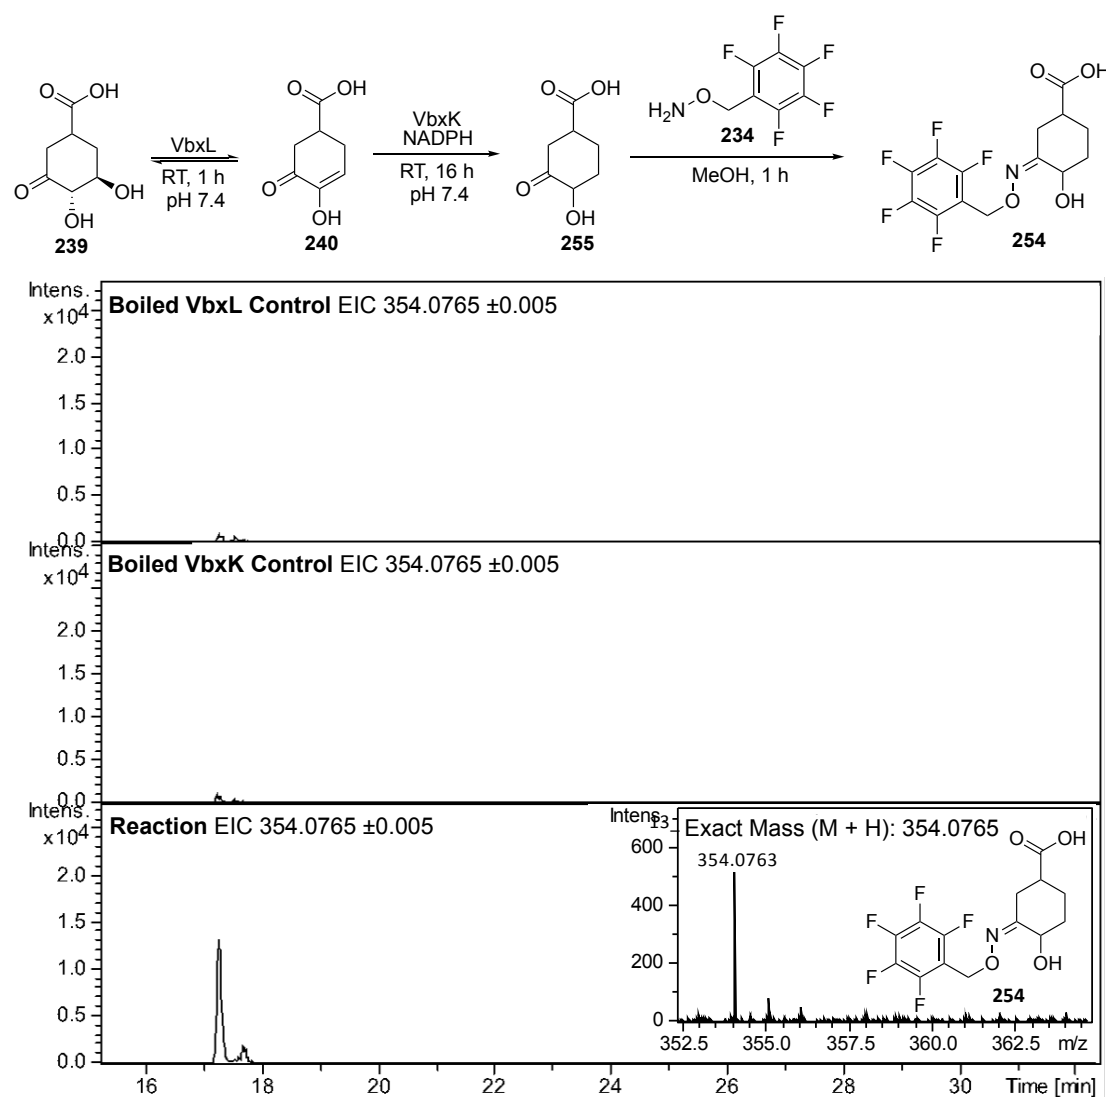 F
F
F
F
F
O
OH
O
OH
O
OH
H₂N
O
234
O
OH
VbxL
RT, 1 h
pH 7.4
VbxK
NADPH
RT, 16 h
pH 7.4
MeOH, 1 h
O
OH
OH
239
O
OH
240
O
OH
255
F
F
F
F
F
N
O
OH
254
Intens.
x10⁴
Boiled VbxL Control EIC 354.0765 ±0.005
2.0
1.5
1.0
0.5
0.0
Intens.
x10⁴
Boiled VbxK Control EIC 354.0765 ±0.005
2.0
1.5
1.0
0.5
0.0
Intens.
x10⁴
Reaction EIC 354.0765 ±0.005
2.0
1.5
1.0
0.5
0.0
Intens.
13
Exact Mass (M + H): 354.0765
354.0763
600
400
200
0
O
OH
F
F
F
F
F
N
O
OH
254
352.5 355.0 357.5 360.0 362.5 m/z
16 18 20 22 24 26 28 30 Time [min]